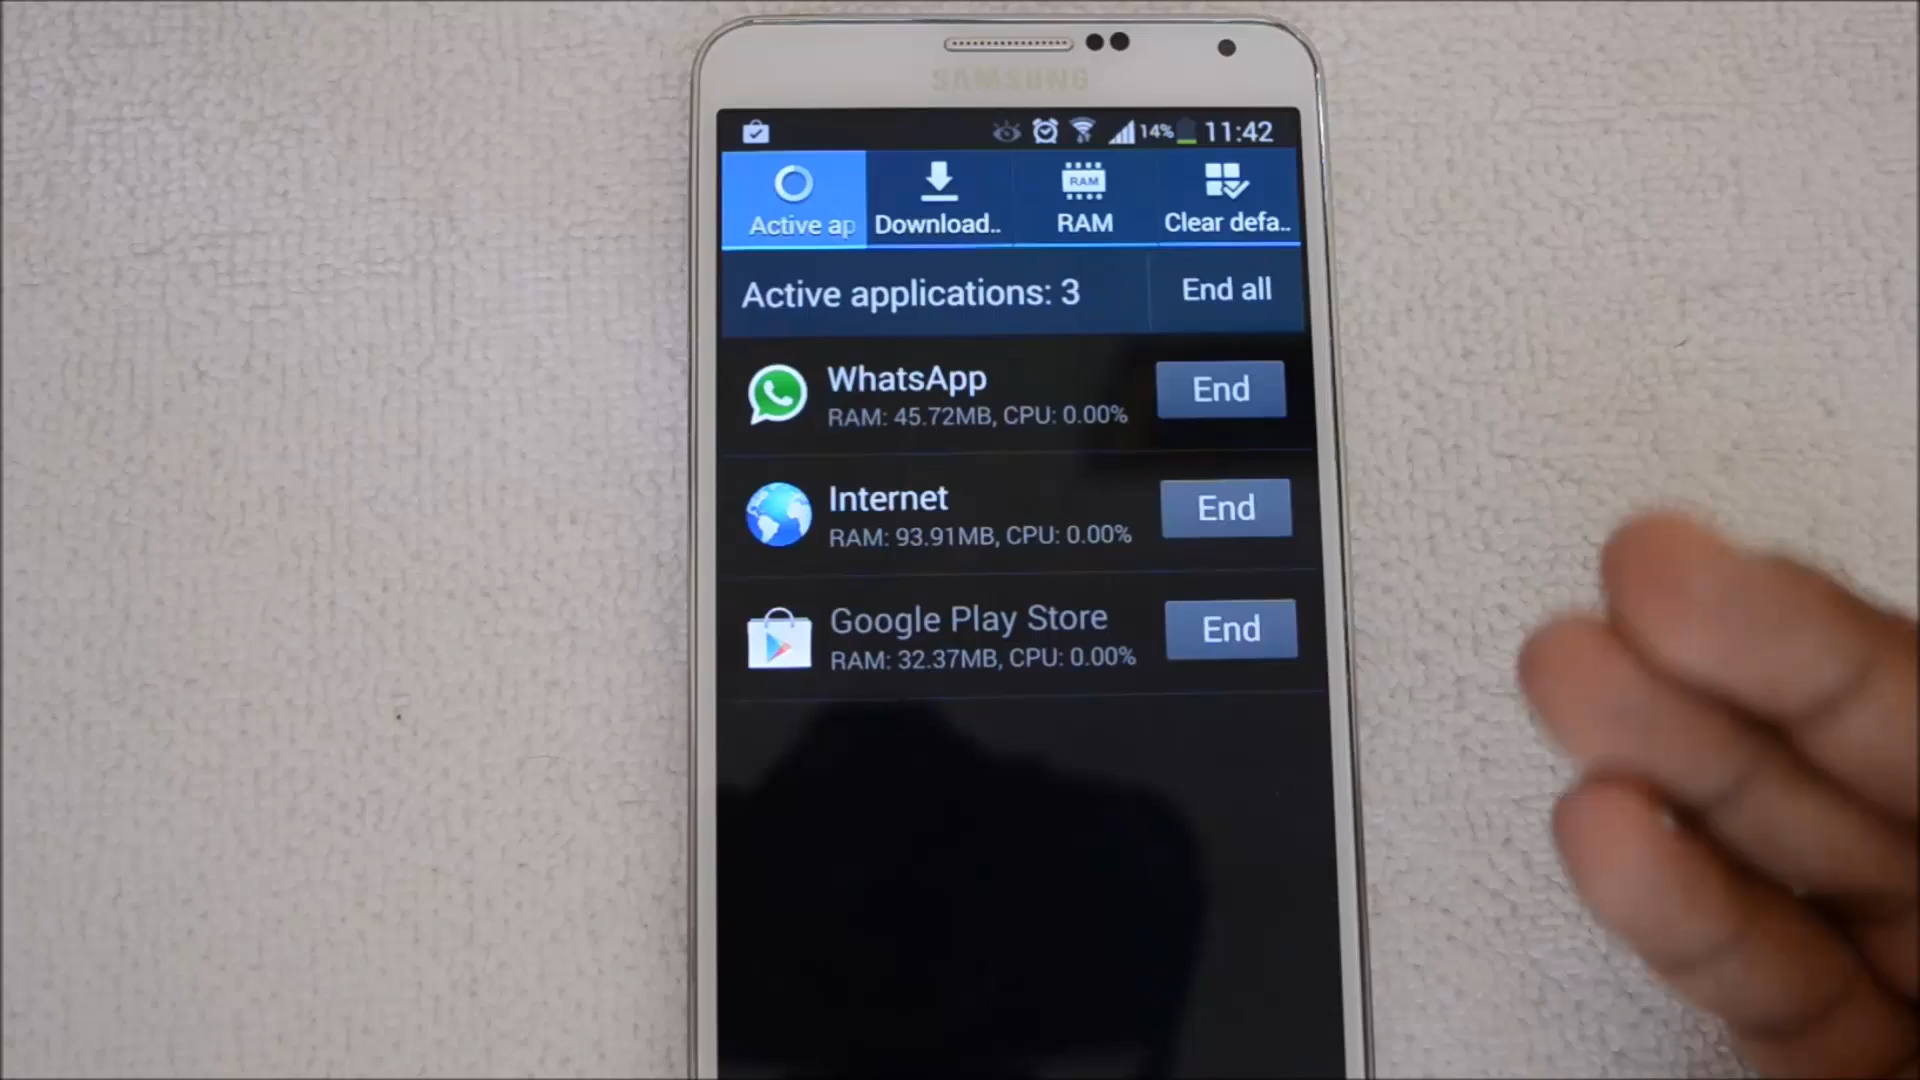 SAMSUNG
14% 11:42
Active ap Download.. RAM RAM Clear defa..
Active applications: 3 End all
WhatsApp
RAM: 45.72MB, CPU: 0.00%
End
Internet
RAM: 93.91MB, CPU: 0.00%
End
Google Play Store
RAM: 32.37MB, CPU: 0.00%
End